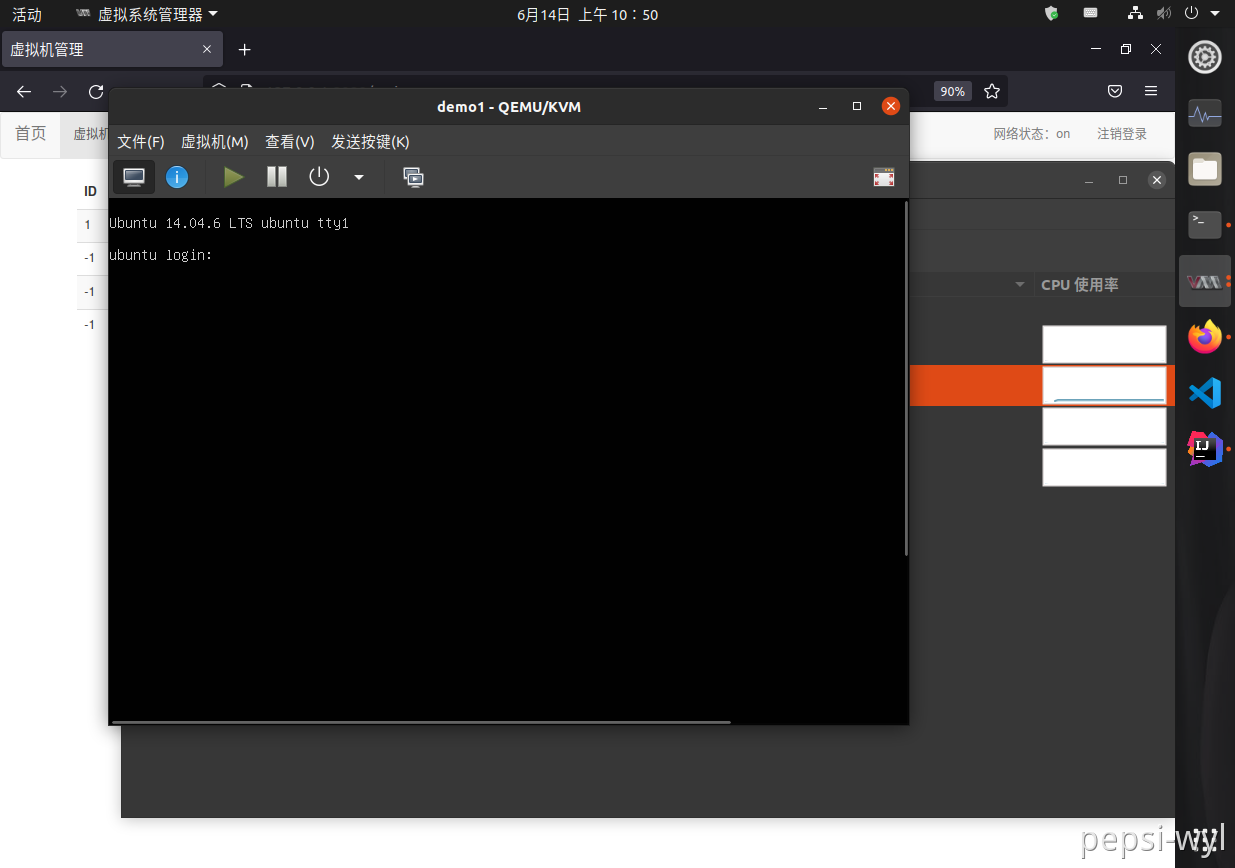 活动 虚拟系统管理器 6月14日 上午 10：50
虚拟机管理
90%
demo1 - QEMU/KVM
首页 虚拟机 网络状态：on 注销登录
文件(F) 虚拟机(M) 查看(V) 发送按键(K)
ID
1
-1
-1
-1
Ubuntu 14.04.6 LTS ubuntu tty1
ubuntu login:
CPU 使用率
VMM
IJ
pepsi-wyl